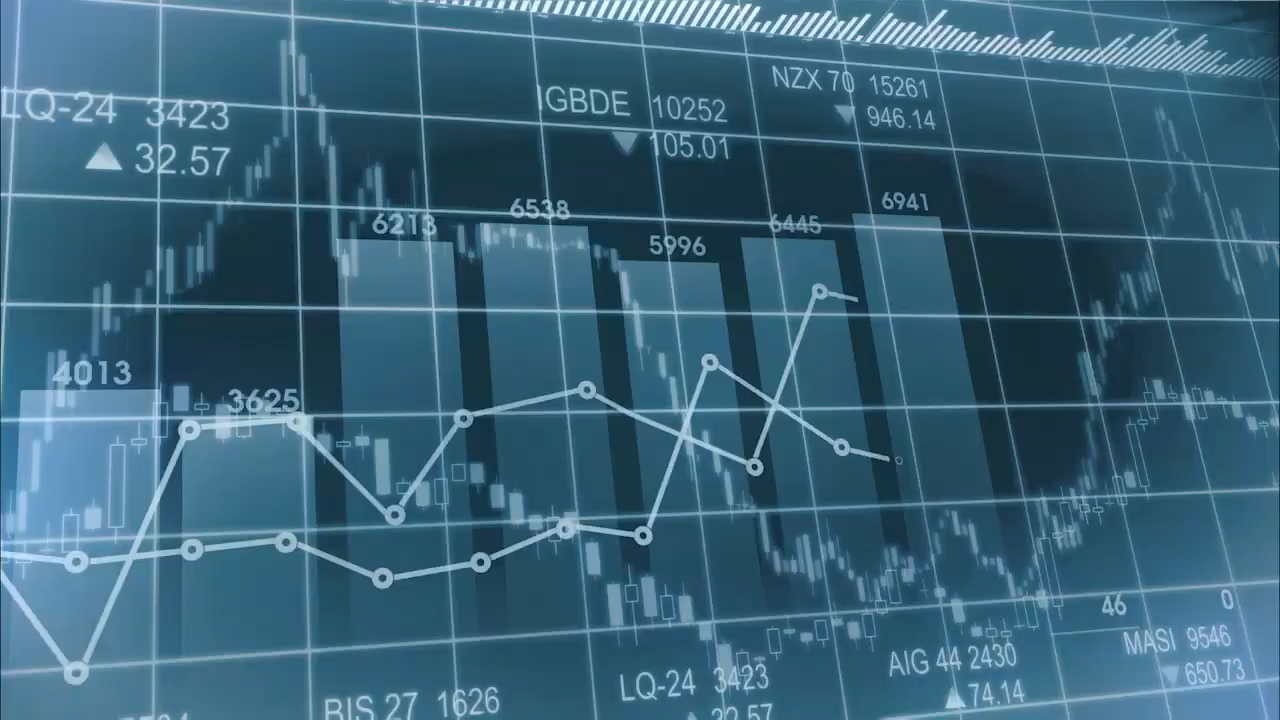 LQ-24 3423
32.57
IGBDE 10252
105.01
NZX 70 15261
946.14
4013
3625
6213
6538
5996
6445
6941
46
0
BIS 27 1626
LQ-24 3423
32.57
AIG 44 2430
74.14
MASI 9546
650.73